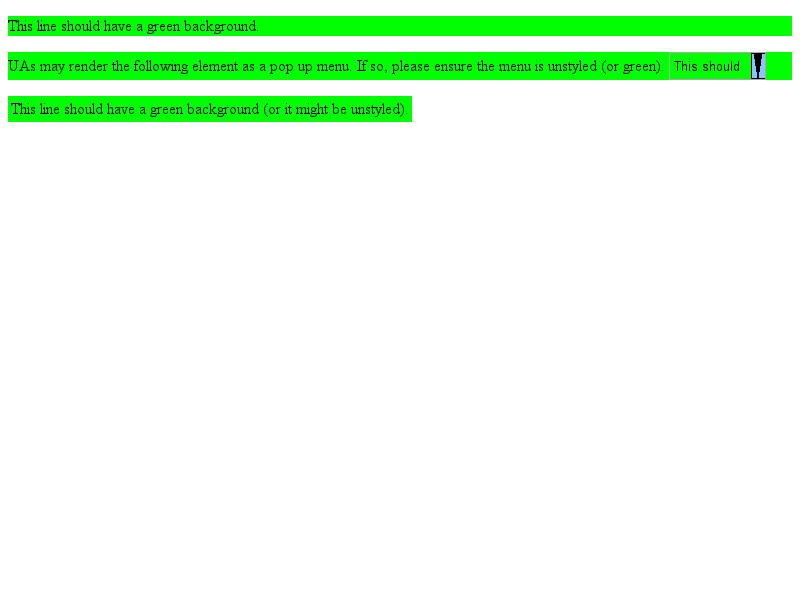 This line should have a green background.
UAs may render the following element as a pop up menu. If so, please ensure the menu is unstyled (or green). This should
This line should have a green background (or it might be unstyled).